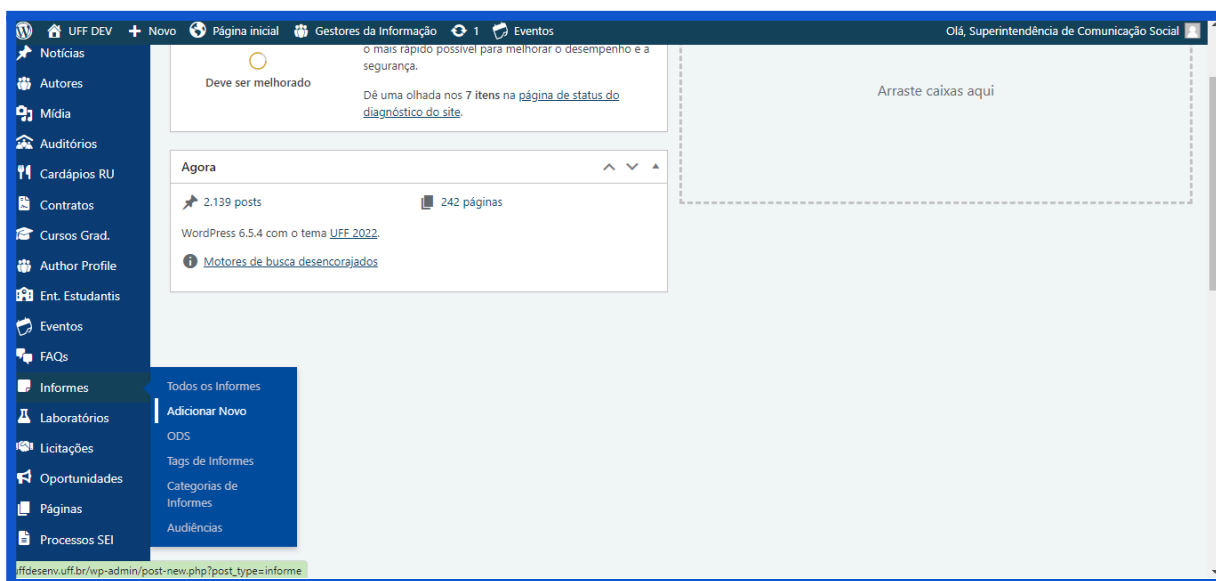 UFF DEV Novo Página inicial Gestores da Informação 1 Eventos Olá, Superintendência de Comunicação Social
Notícias
Autores
Mídia
Auditórios
Cardápios RU
Contratos
Cursos Grad.
Author Profile
Ent. Estudantis
Eventos
FAQs
Informes
Laboratórios
Licitações
Oportunidades
Páginas
Processos SEI
Todos os Informes
Adicionar Novo
ODS
Tags de Informes
Categorias de
Informes
Audiências
Deve ser melhorado
o mais rápido possível para melhorar o desempenho e a
segurança.
Dê uma olhada nos 7 itens na página de status do
diagnóstico do site.
Agora
2.139 posts
242 páginas
WordPress 6.5.4 com o tema UFF 2022.
Motores de busca desencorajados
Arraste caixas aqui
uffdesenv.uff.br/wp-admin/post-new.php?post_type=informe